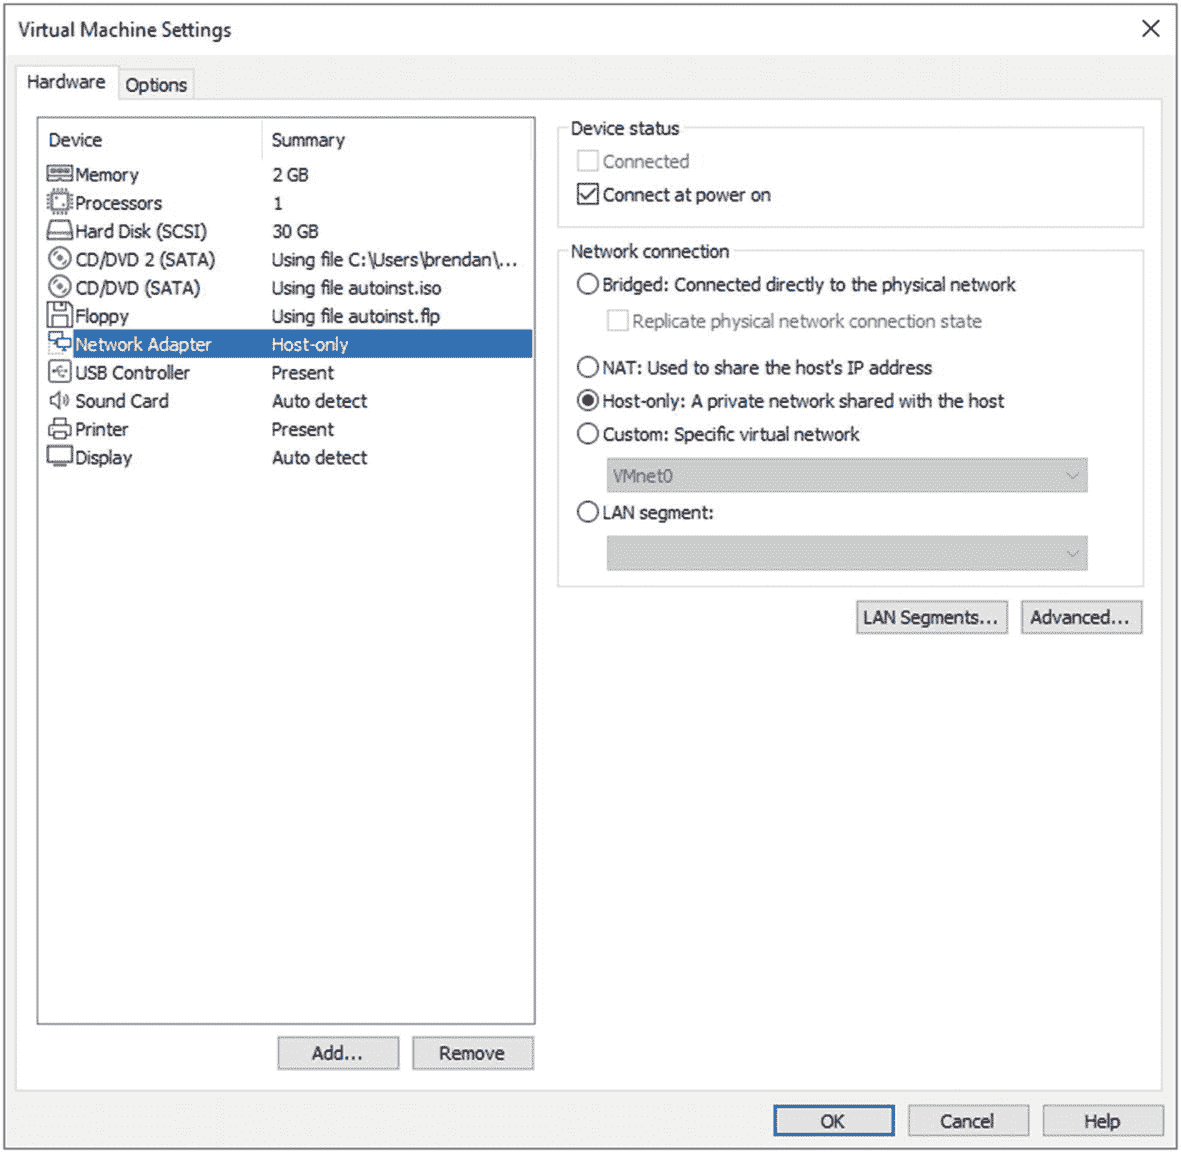 Virtual Machine Settings
Hardware Options
Device Summary
Memory 2 GB
Processors 1
Hard Disk (SCSI) 30 GB
CD/DVD 2 (SATA) Using file C:\Users\brendan\...
CD/DVD (SATA) Using file autoinst.iso
Floppy Using file autoinst.flp
Network Adapter Host-only
USB Controller Present
Sound Card Auto detect
Printer Present
Display Auto detect
Add...
Remove
Device status
Connected
Connect at power on
Network connection
Bridged: Connected directly to the physical network
Replicate physical network connection state
NAT: Used to share the host's IP address
Host-only: A private network shared with the host
Custom: Specific virtual network
VMnet0
LAN segment:
LAN Segments...
Advanced...
OK
Cancel
Help